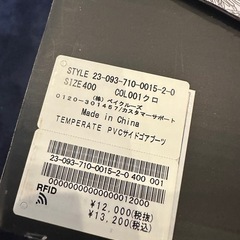 STYLE 23-093-710-0015-2-0
SIZE400 COL001クロ
(株)ベイクルーズ
0120-301457/カスタマーサポート
Made in China
TEMPERATE PVCサイドゴアブーツ
23-093-710-0015-2-0 400 001
RFID
00000000000000012000
¥12,000(税抜)
¥13,200(税込)